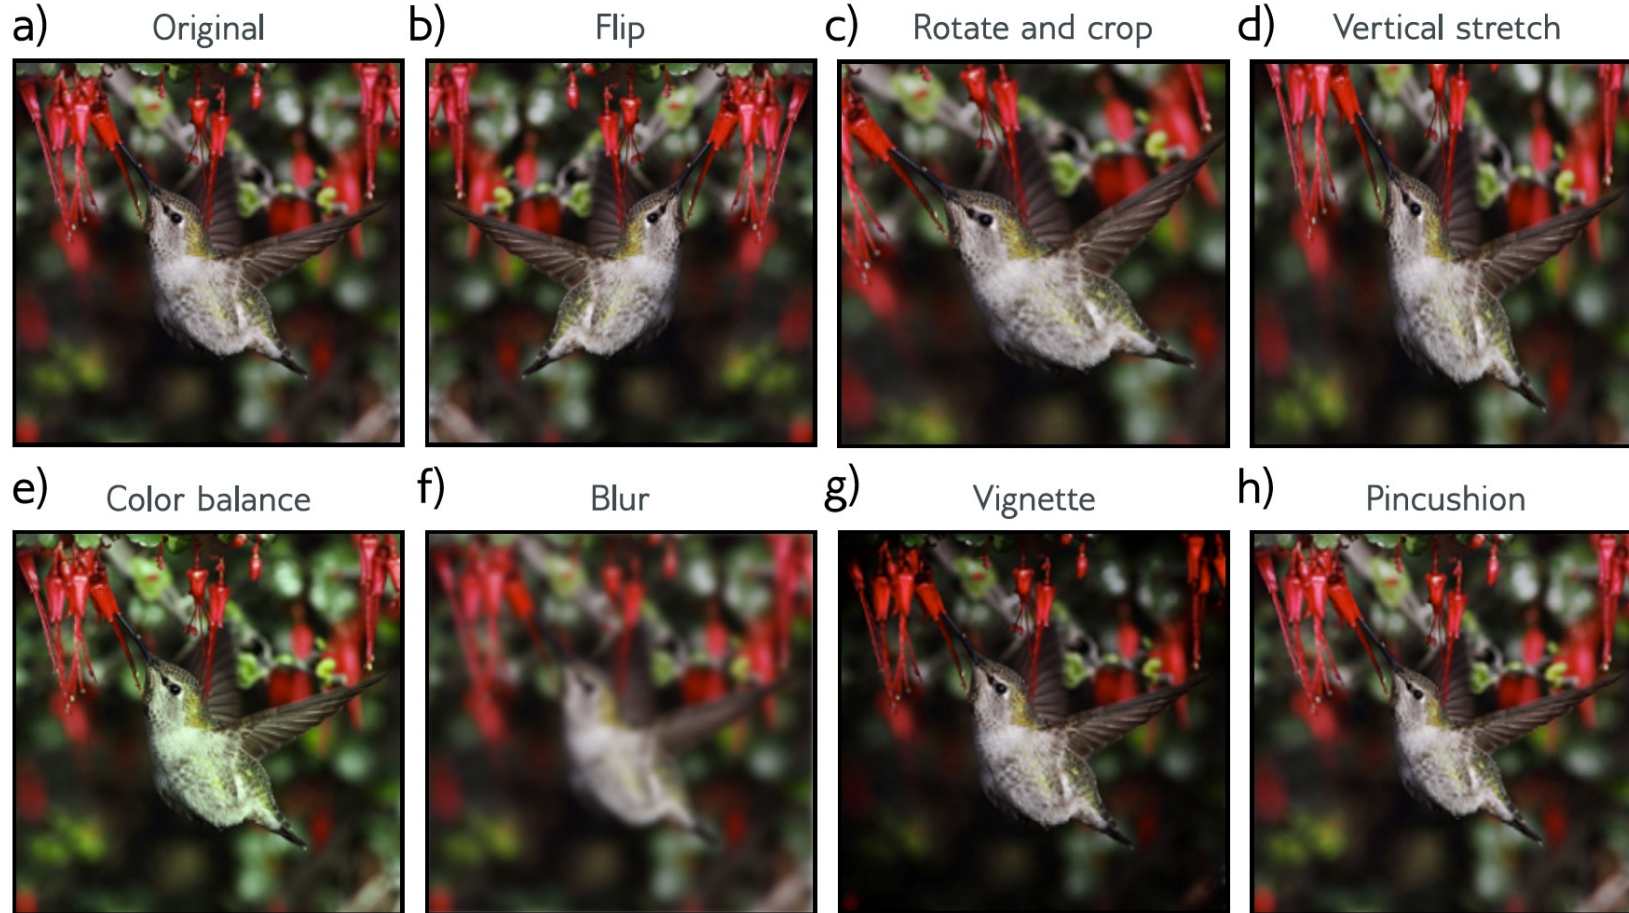 a) Original
b) Flip
c) Rotate and crop
d) Vertical stretch
e) Color balance
f) Blur
g) Vignette
h) Pincushion